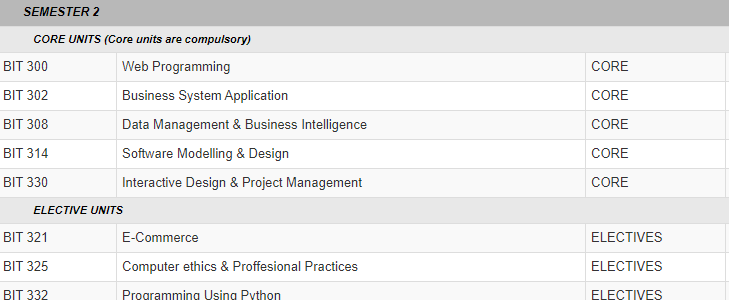 SEMESTER 2
CORE UNITS (Core units are compulsory)
BIT 300 Web Programming CORE
BIT 302 Business System Application CORE
BIT 308 Data Management & Business Intelligence CORE
BIT 314 Software Modelling & Design CORE
BIT 330 Interactive Design & Project Management CORE
ELECTIVE UNITS
BIT 321 E-Commerce ELECTIVES
BIT 325 Computer ethics & Proffesional Practices ELECTIVES
BIT 332 Programming Using Python ELECTIVES